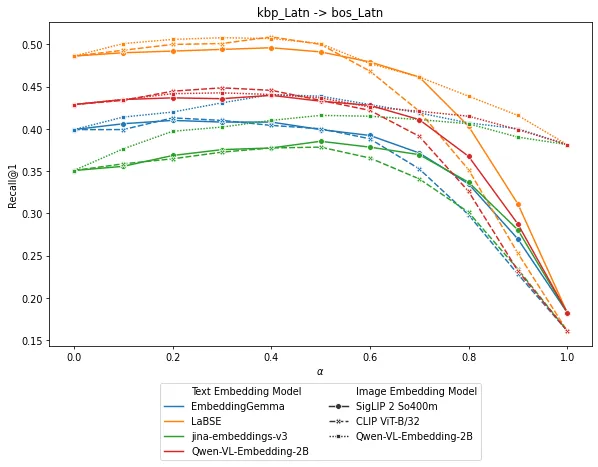 kbp_Latn -> bos_Latn
Recall@1
0.50
0.45
0.40
0.35
0.30
0.25
0.20
0.15
0.0
0.2
0.4
0.6
0.8
1.0
α
Text Embedding Model
EmbeddingGemma
LaBSE
jina-embeddings-v3
Qwen-VL-Embedding-2B
Image Embedding Model
SigLIP 2 So400m
CLIP ViT-B/32
Qwen-VL-Embedding-2B